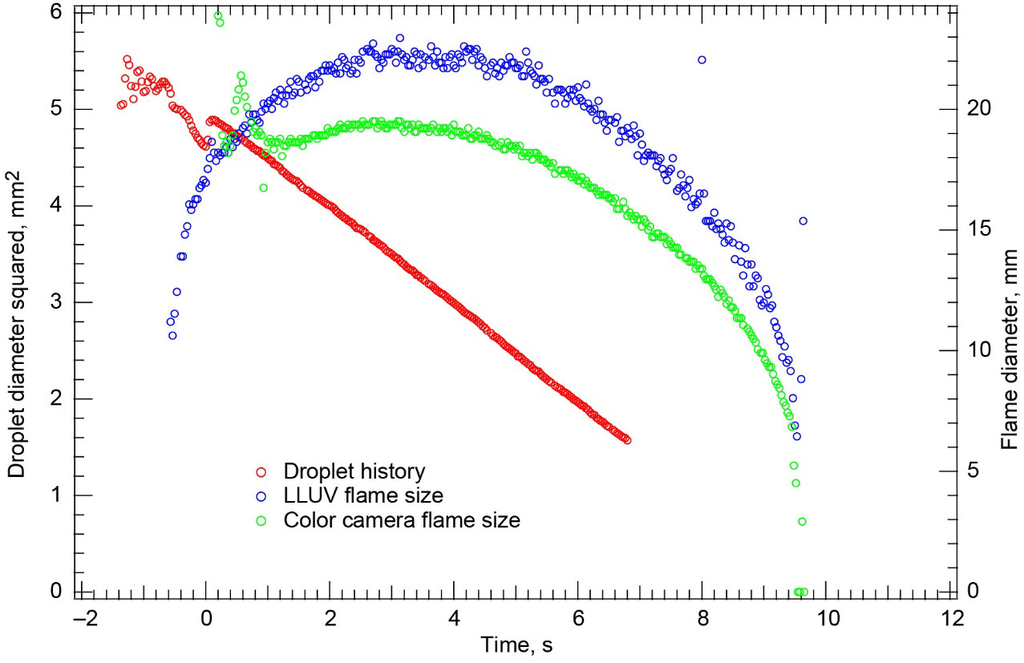 6
5
4
3
2
1
0
Droplet diameter squared, mm2
20
15
10
5
0
Flame diameter, mm
Droplet history
LLUV flame size
Color camera flame size
–2 0 2 4 6 8 10 12
Time, s